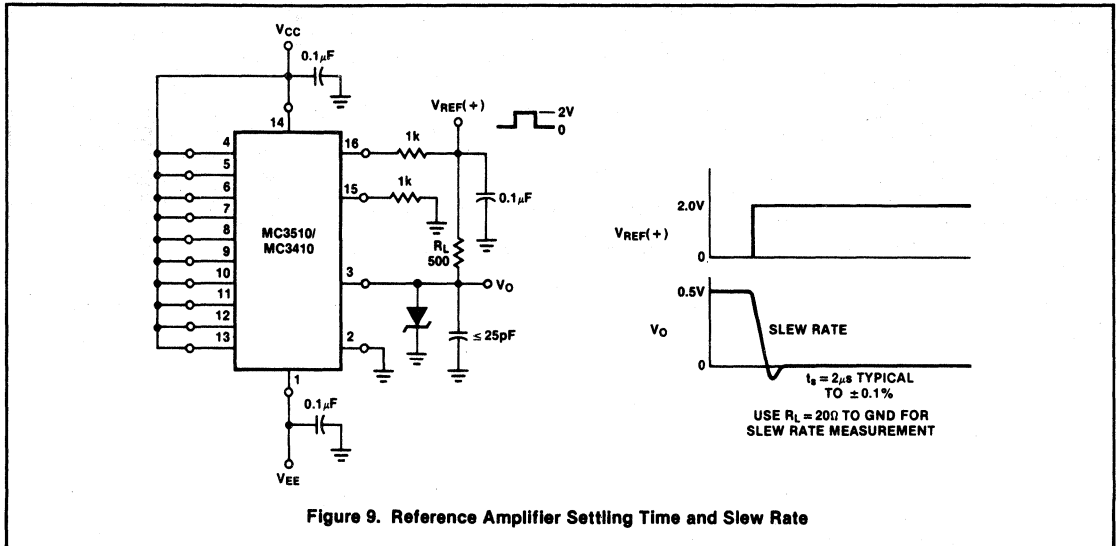 VCC
0.1µF
VREF(+)
2V
0
14
4
5
6
7
8
9
10
11
12
13
MC3510/
MC3410
16
1k
15
1k
0.1µF
RL
500
3
VO
≤25pF
2
1
0.1µF
VEE
2.0V
VREF(+)
0
0.5V
VO
SLEW RATE
0
ts = 2µs TYPICAL
TO ±0.1%
USE RL = 20Ω TO GND FOR
SLEW RATE MEASUREMENT
Figure 9. Reference Amplifier Settling Time and Slew Rate